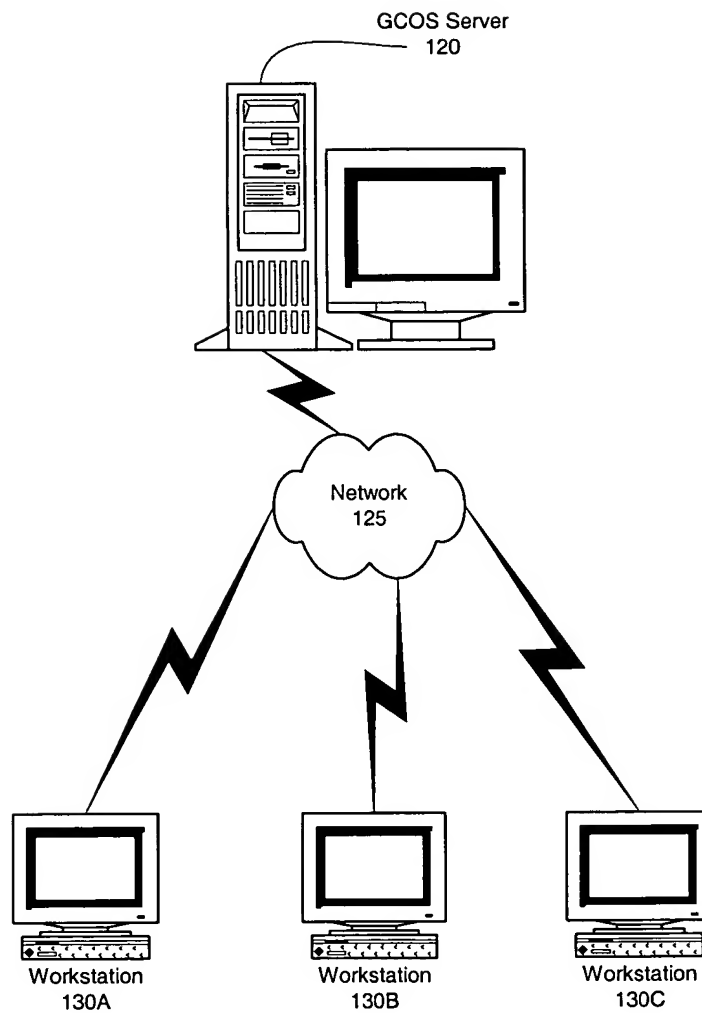 GCOS Server
120
Network
125
Workstation
130A
Workstation
130B
Workstation
130C